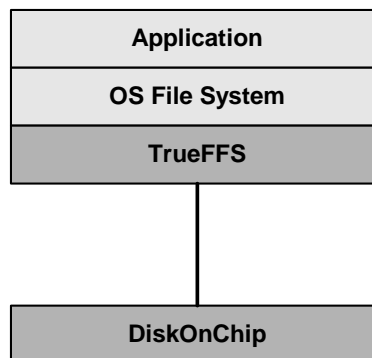 Application
OS File System
TrueFFS
DiskOnChip